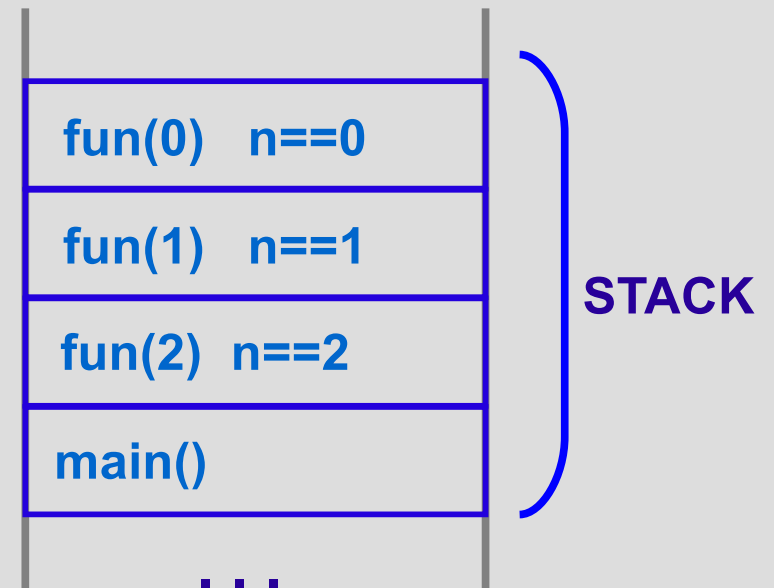 fun(0) n==0
fun(1) n==1
fun(2) n==2
main()
STACK
...